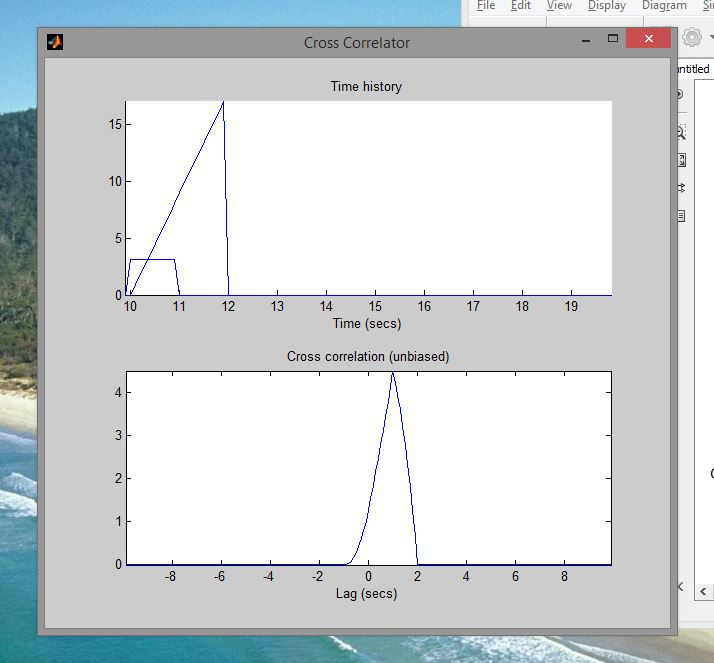 File Edit View Display Diagram
Cross Correlator
untitled
Time history
15
10
5
0
10 11 12 13 14 15 16 17 18 19
Time (secs)
Cross correlation (unbiased)
4
3
2
1
0
-8 -6 -4 -2 0 2 4 6 8
Lag (secs)